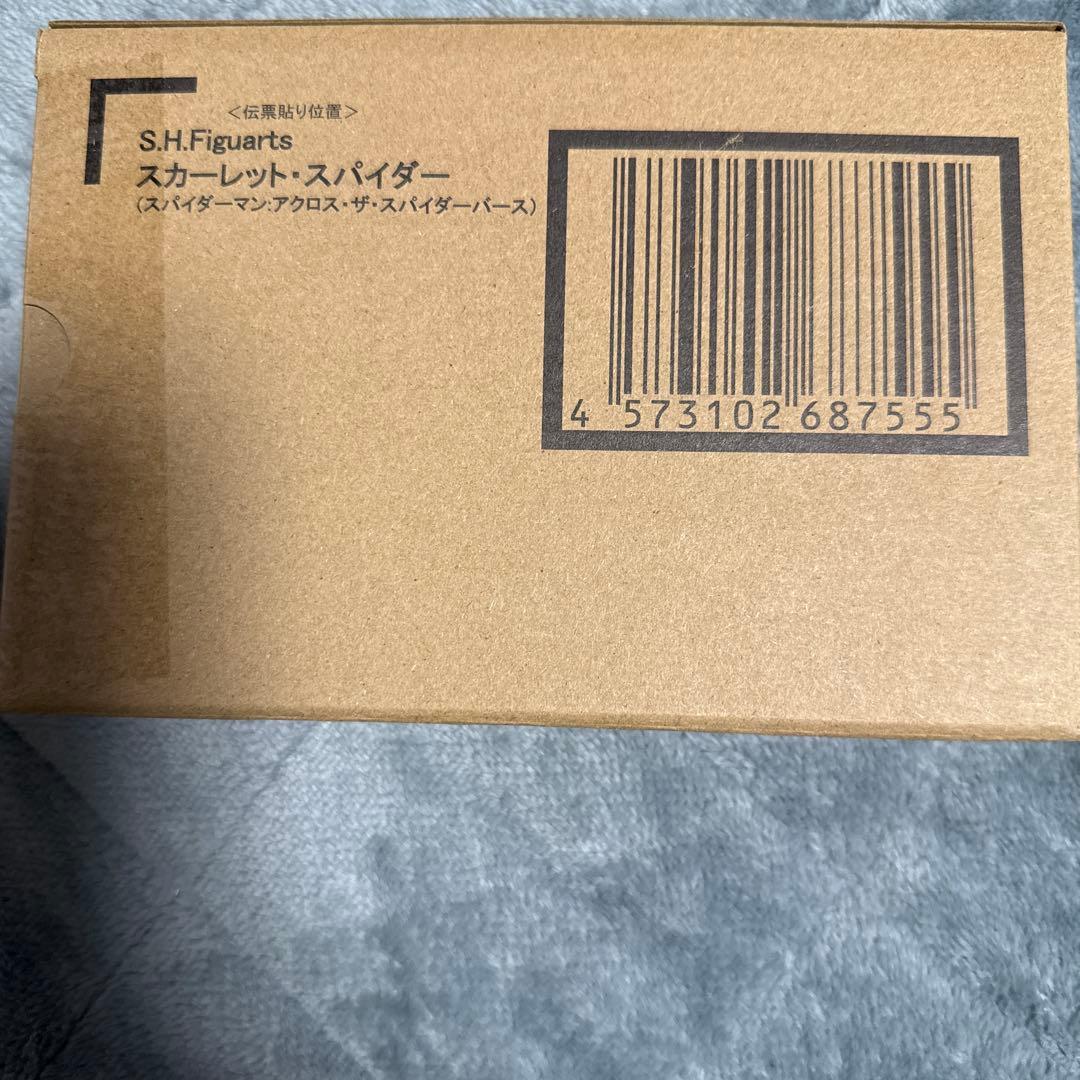 ＜伝票貼り位置＞
S.H.Figuarts
スカーレット・スパイダー
(スパイダーマン:アクロス・ザ・スパイダーバース)
4 573102 687555